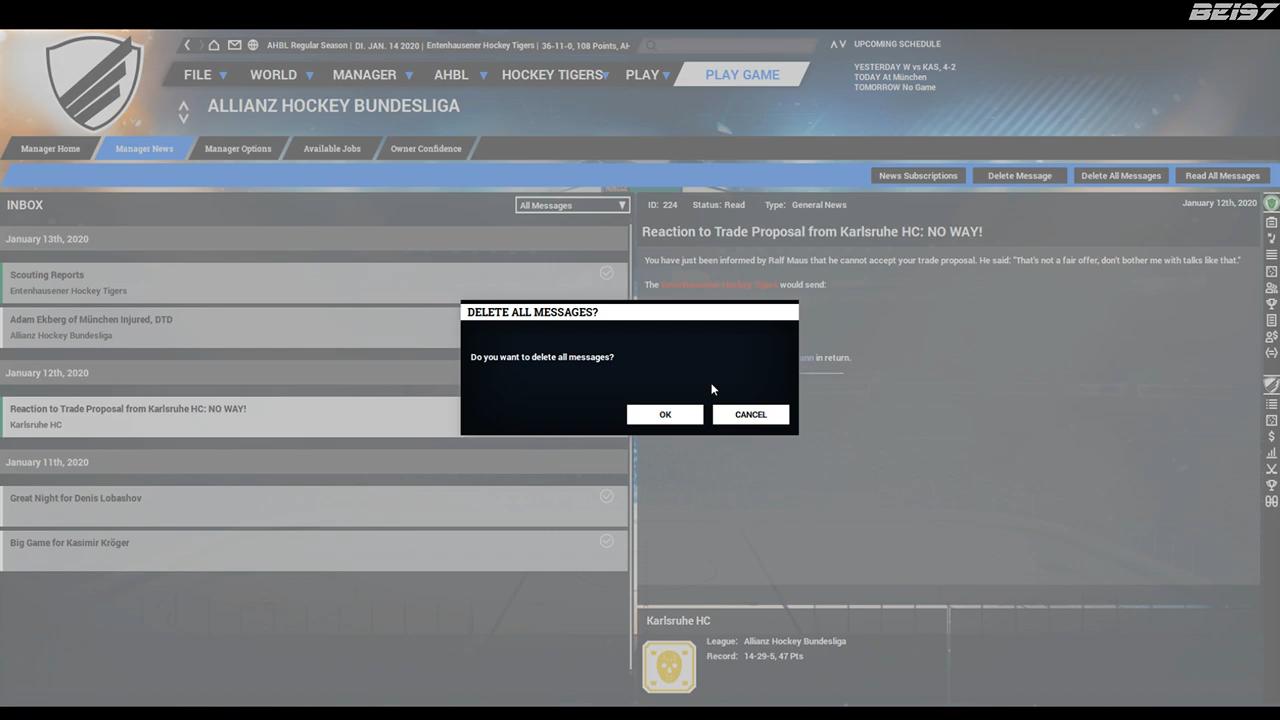 BEIS7
AHBL Regular Season | DI. JAN. 14 2020 | Entenhausener Hockey Tigers | 36-11-0, 108 Points, AH
UPCOMING SCHEDULE
FILE WORLD MANAGER AHBL HOCKEY TIGERS PLAY PLAY GAME
YESTERDAY W vs KAS, 4-2
TODAY At München
TOMORROW No Game
ALLIANZ HOCKEY BUNDESLIGA
Manager Home Manager News Manager Options Available Jobs Owner Confidence
News Subscriptions Delete Message Delete All Messages Read All Messages
INBOX
All Messages
ID: 224 Status: Read Type: General News
January 12th, 2020
January 13th, 2020
Scouting Reports
Entenhausener Hockey Tigers
Adam Ekberg of München Injured, DTD
Allianz Hockey Bundesliga
January 12th, 2020
Reaction to Trade Proposal from Karlsruhe HC: NO WAY!
Karlsruhe HC
January 11th, 2020
Great Night for Denis Lobashov
Big Game for Kasimir Kröger
Reaction to Trade Proposal from Karlsruhe HC: NO WAY!
You have just been informed by Ralf Maus that he cannot accept your trade proposal. He said: "That's not a fair offer, don't bother me with talks like that."
The Entenhausener Hockey Tigers would send:
in return.
DELETE ALL MESSAGES?
Do you want to delete all messages?
OK CANCEL
Karlsruhe HC
League: Allianz Hockey Bundesliga
Record: 14-29-5, 47 Pts